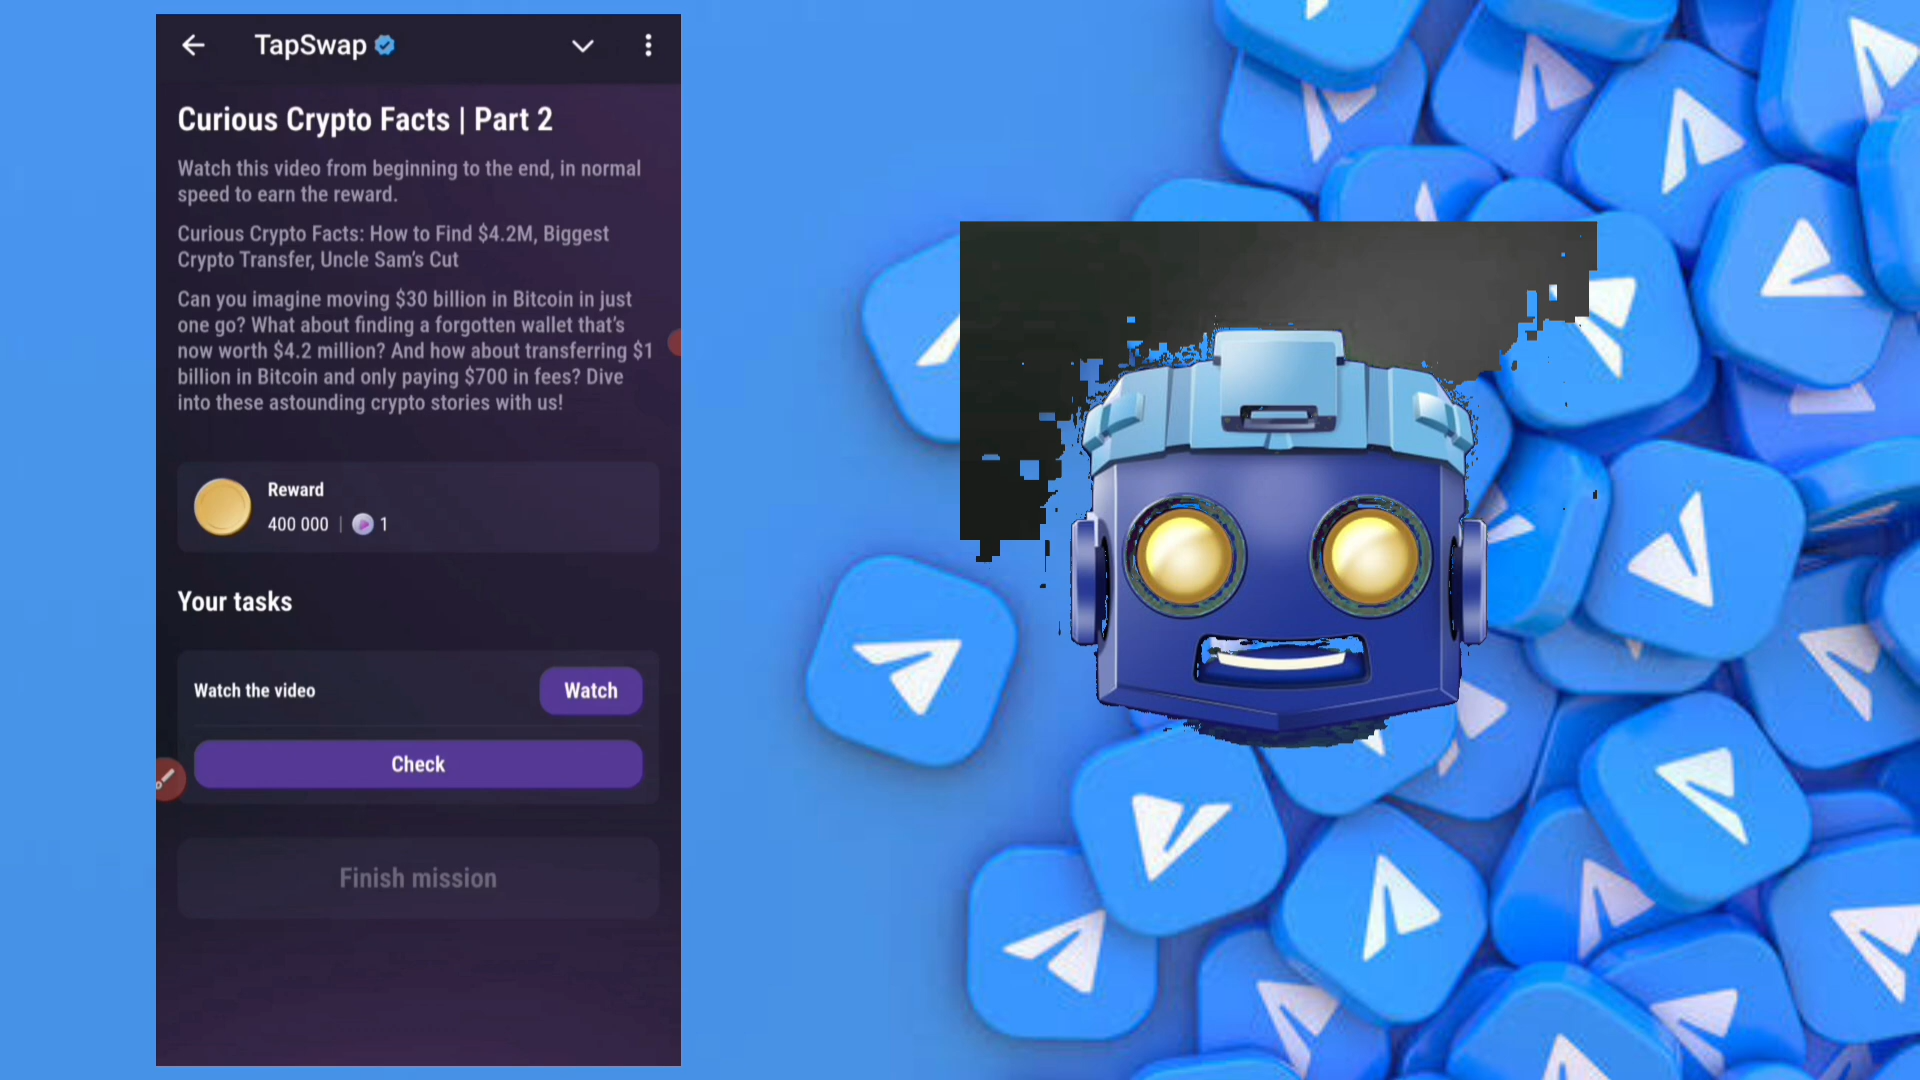 TapSwap
Curious Crypto Facts | Part 2
Watch this video from beginning to the end, in normal
speed to earn the reward.
Curious Crypto Facts: How to Find $4.2M, Biggest
Crypto Transfer, Uncle Sam's Cut
Can you imagine moving $30 billion in Bitcoin in just
one go? What about finding a forgotten wallet that's
now worth $4.2 million? And how about transferring $1
billion in Bitcoin and only paying $700 in fees? Dive
into these astounding crypto stories with us!
Reward
400 000 | 1
Your tasks
Watch the video
Watch
Check
Finish mission